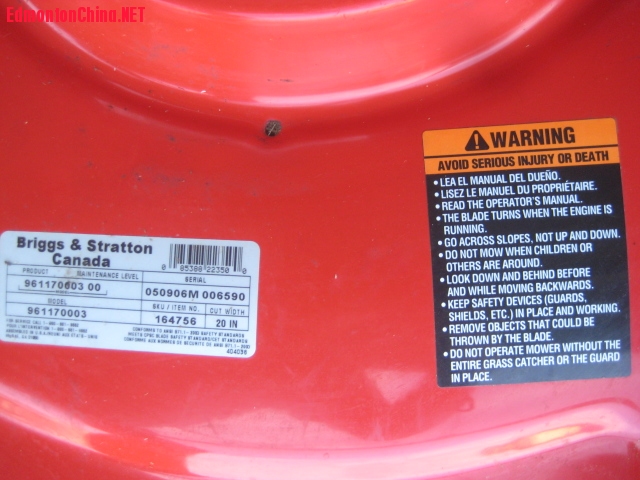 EdmontonChina.NET
WARNING
AVOID SERIOUS INJURY OR DEATH
• LEA EL MANUAL DEL DUEÑO.
• LISEZ LE MANUEL DU PROPRIÉTAIRE.
• READ THE OPERATOR'S MANUAL.
• THE BLADE TURNS WHEN THE ENGINE IS
RUNNING.
• GO ACROSS SLOPES, NOT UP AND DOWN.
• DO NOT MOW WHEN CHILDREN OR
OTHERS ARE AROUND.
• LOOK DOWN AND BEHIND BEFORE
AND WHILE MOVING BACKWARDS.
• KEEP SAFETY DEVICES (GUARDS,
SHIELDS, ETC.) IN PLACE AND WORKING.
• REMOVE OBJECTS THAT COULD BE
THROWN BY THE BLADE.
• DO NOT OPERATE MOWER WITHOUT THE
ENTIRE GRASS CATCHER OR THE GUARD
IN PLACE.
Briggs & Stratton
Canada
0 85388 22350 0
PRODUCT MAINTENANCE LEVEL SERIAL
961170003 00 050906M 006590
MODEL SKU / ITEM NO. CUT WIDTH
961170003 164756 20 IN
404036